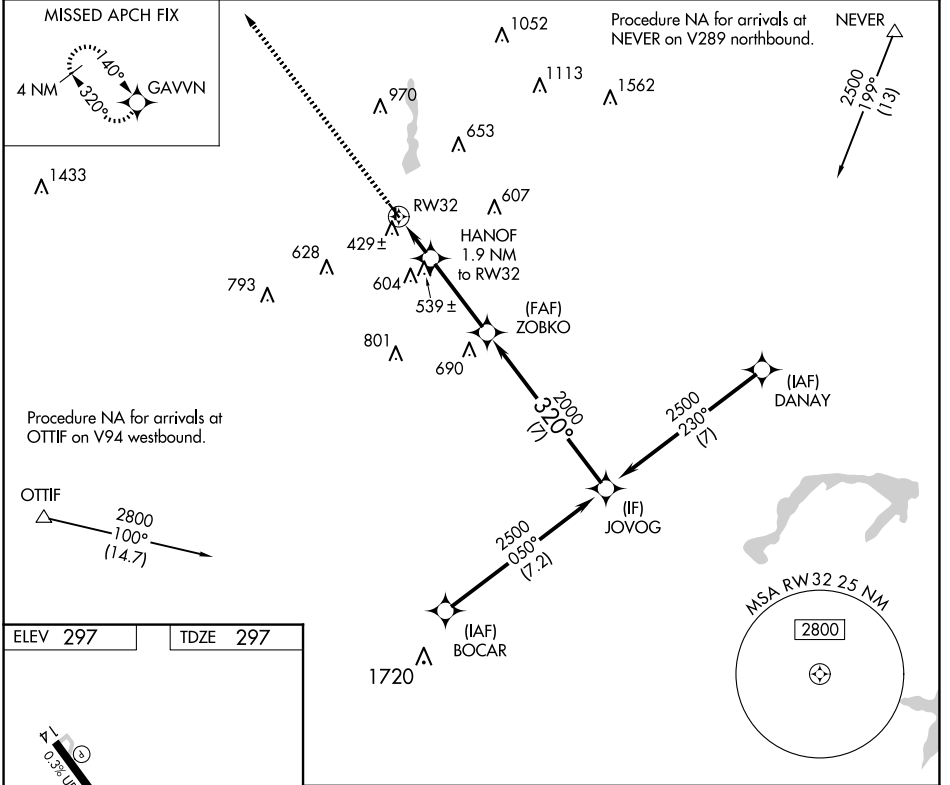 MISSED APCH FIX
140°
4 NM
GAVVN
320°
1052
Procedure NA for arrivals at
NEVER on V289 northbound.
NEVER
2500
199°
(13)
1113
1562
970
653
1433
607
RW32
429±
HANOF
1.9 NM
to RW32
628
604
793
539±
(FAF)
ZOBKO
801
690
(IAF)
DANAY
2000
320°
(7)
2500
230°
(7)
Procedure NA for arrivals at
OTTIF on V94 westbound.
OTTIF
2800
100°
(14.7)
(IF)
JOVOG
2500
050°
(7.2)
(IAF)
BOCAR
1720
MSA RW32 25 NM
2800
ELEV 297
TDZE 297
14
P
0.3% UP